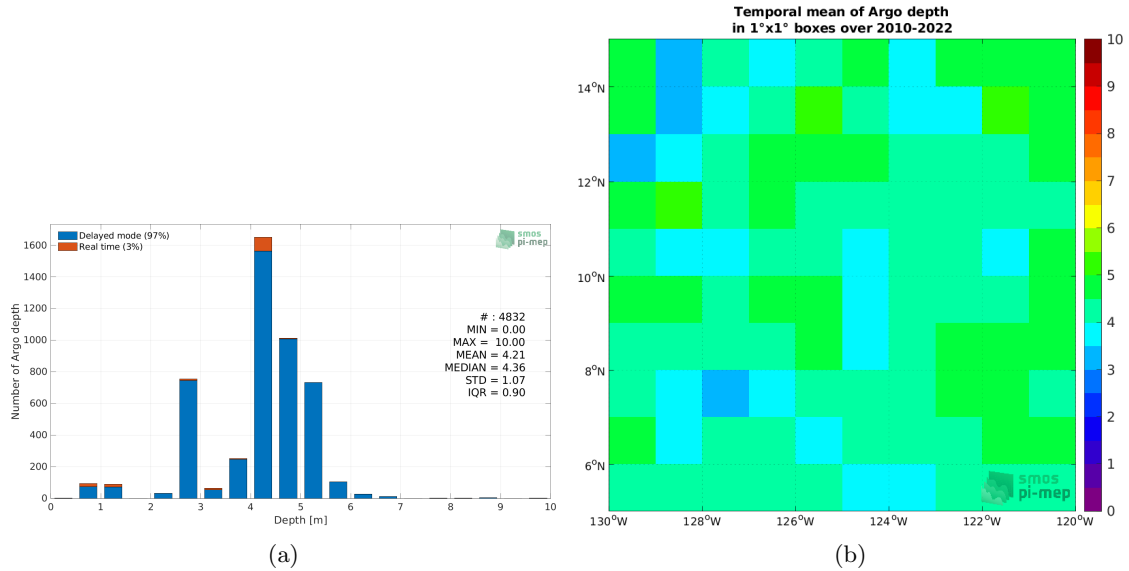 Delayed mode (97%)
Real time (3%)
smos
pi-mep
Number of Argo depth
1600
1400
1200
1000
800
600
400
200
0
# : 4832
MIN = 0.00
MAX = 10.00
MEAN = 4.21
MEDIAN = 4.36
STD = 1.07
IQR = 0.90
0 1 2 3 4 5 6 7 8 9 10
Depth [m]
(a)
Temporal mean of Argo depth
in 1°x1° boxes over 2010-2022
14°N
12°N
10°N
8°N
6°N
130°W 128°W 126°W 124°W 122°W 120°W
smos
pi-mep
10
9
8
7
6
5
4
3
2
1
0
(b)